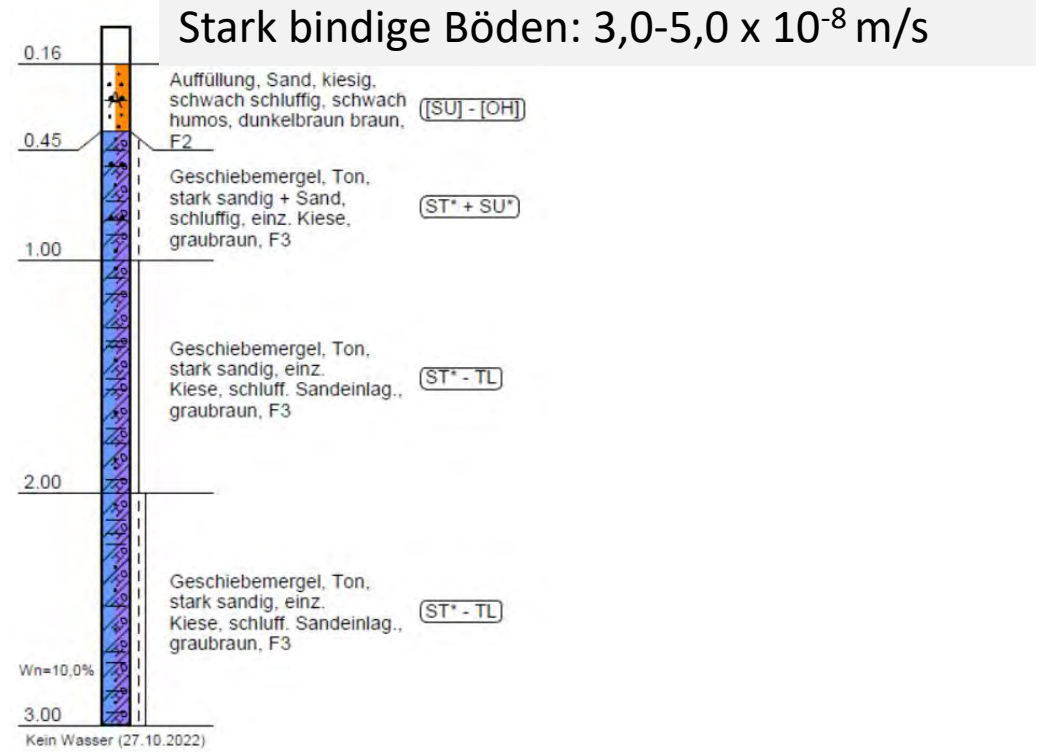 Stark bindige Böden: 3,0-5,0 x 10⁻⁸ m/s
0.16
Auffüllung, Sand, kiesig,
schwach schluffig, schwach
humos, dunkelbraun braun,
F2
([SU] - [OH])
A
0.45
Geschiebemergel, Ton,
stark sandig + Sand,
schluffig, einz. Kiese,
graubraun, F3
(ST* + SU*)
1.00
Geschiebemergel, Ton,
stark sandig, einz.
Kiese, schluff. Sandeinlag.,
graubraun, F3
(ST* - TL)
2.00
Geschiebemergel, Ton,
stark sandig, einz.
Kiese, schluff. Sandeinlag.,
graubraun, F3
(ST* - TL)
Wn=10,0%
3.00
Kein Wasser (27.10.2022)